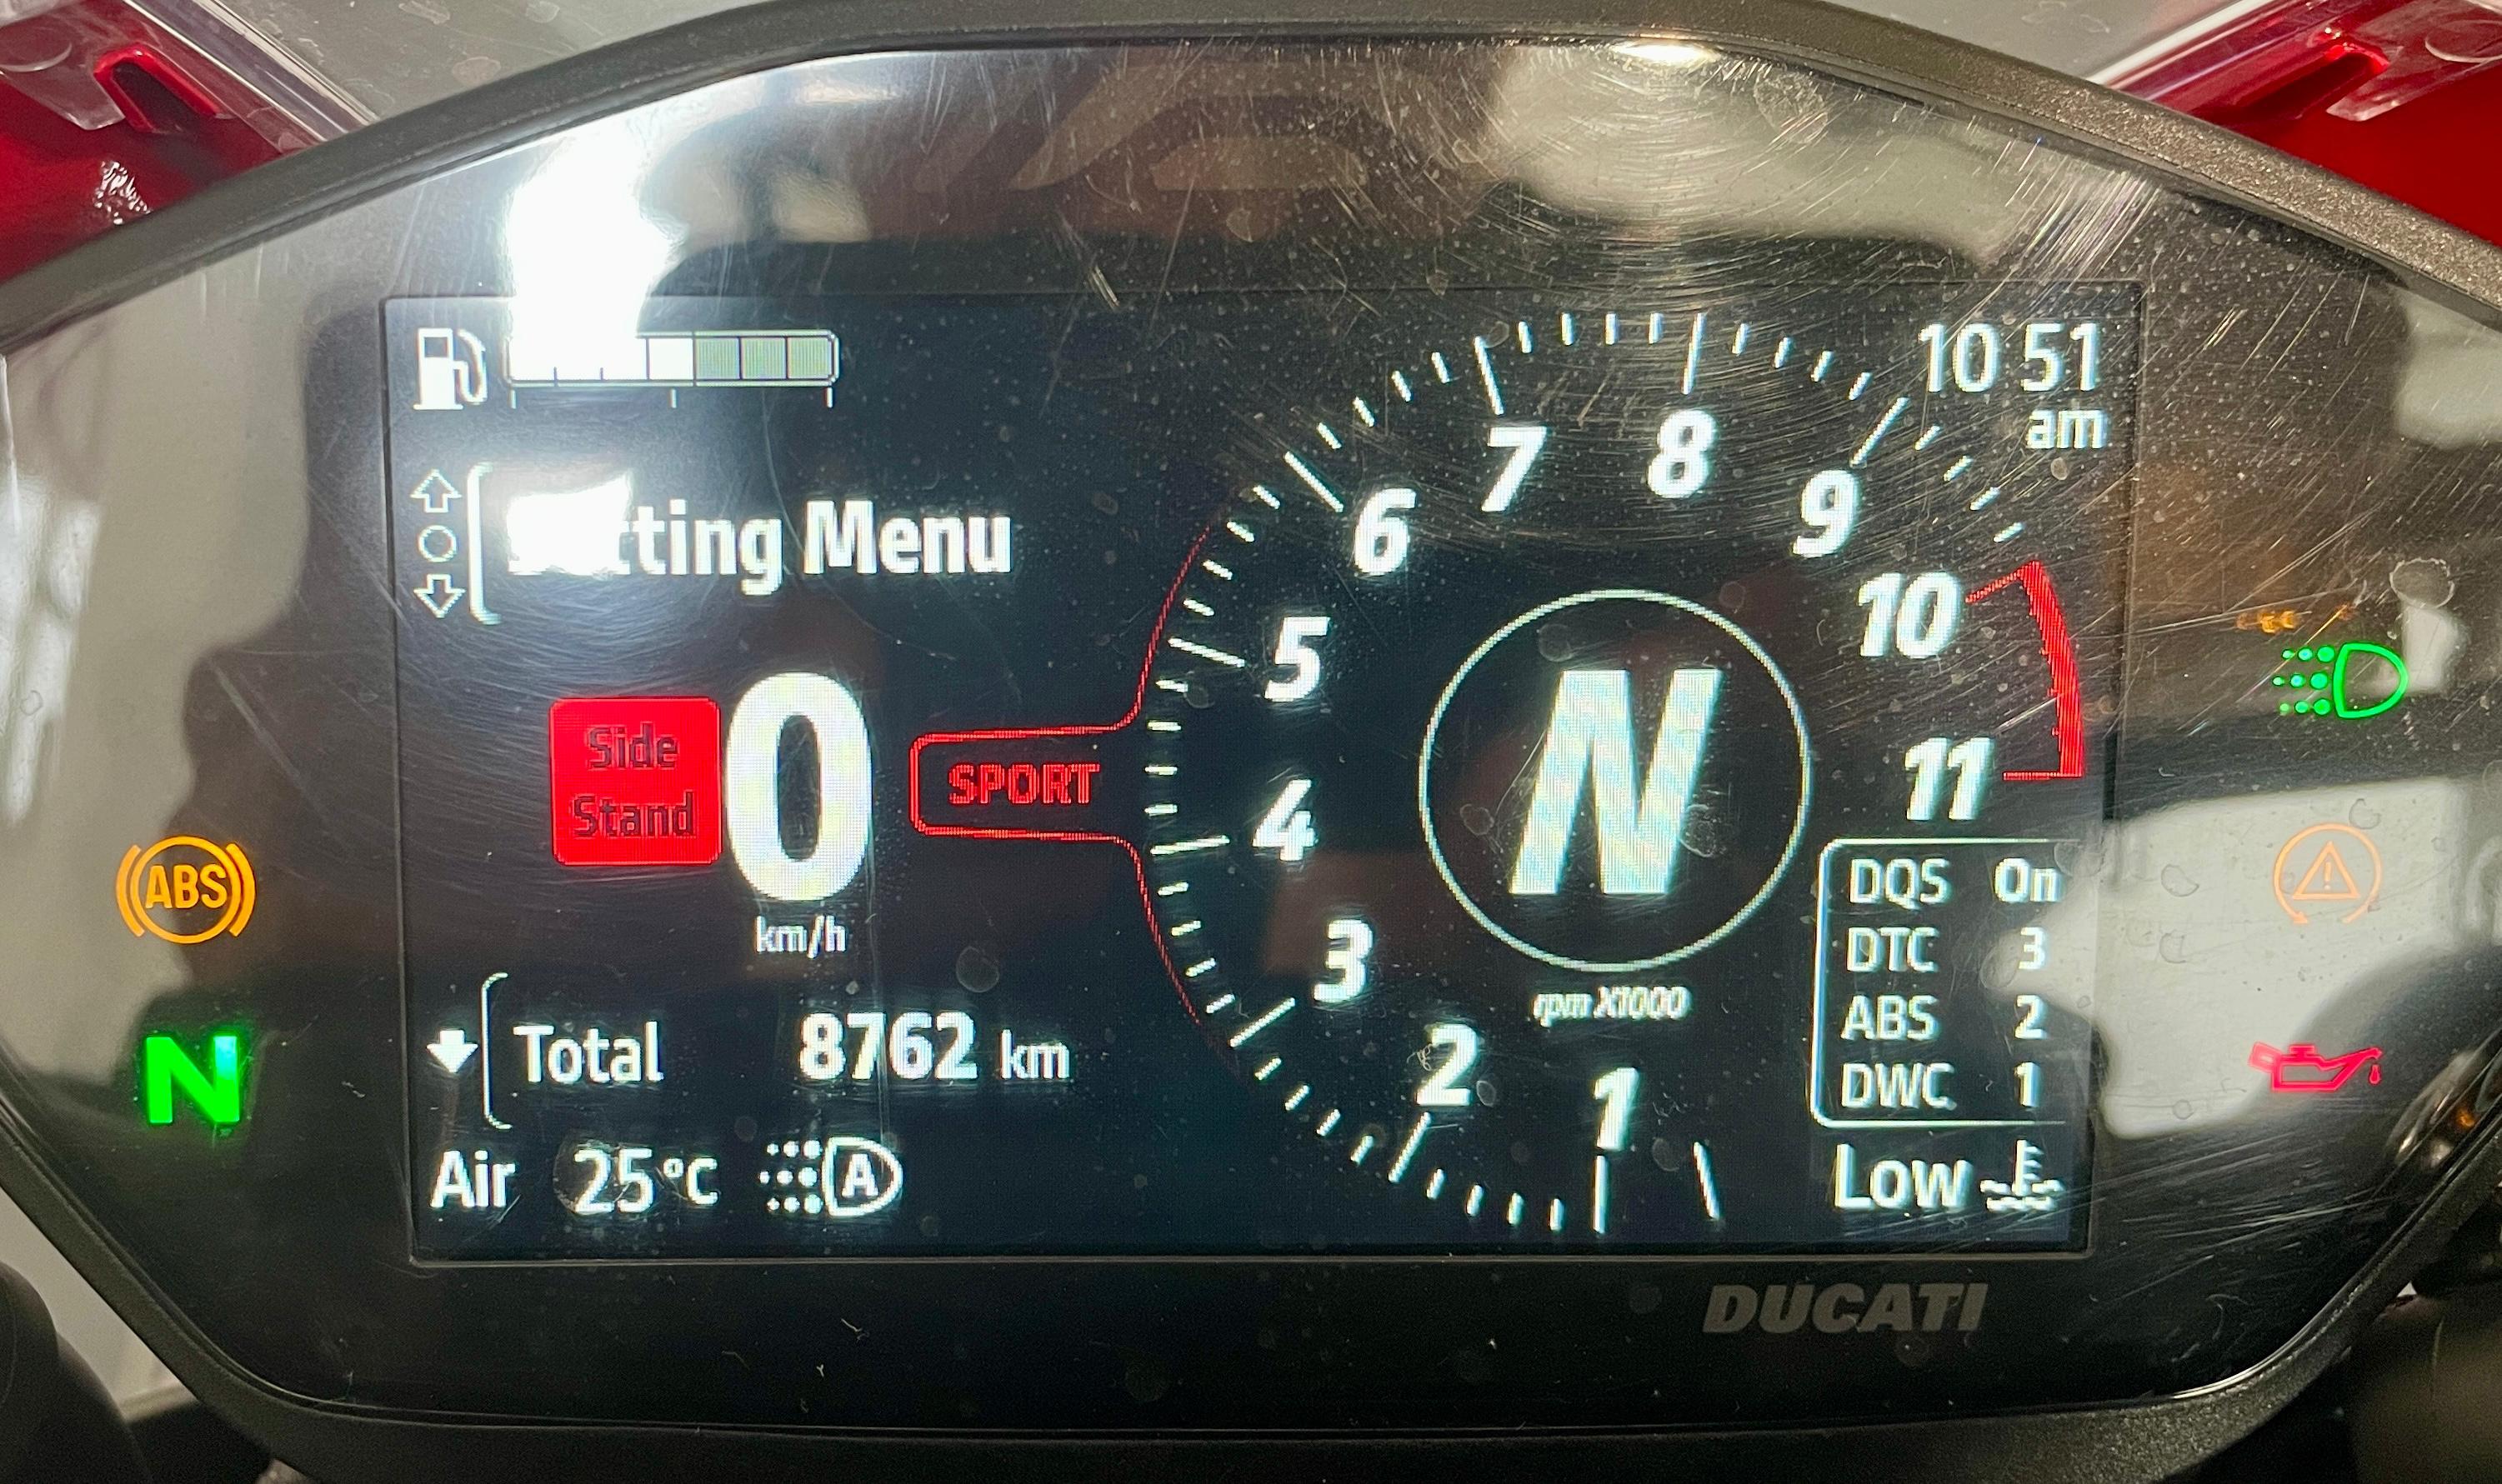 10 51
am
Setting Menu
7
8
6
9
10
5
Side
Stand
0
SPORT
N
4
11
ABS
DQS On
km/h
3
DTC 3
rpm X1000
ABS 2
N
Total 8762 km
2
1
DWC 1
Air 25°C A
Low
DUCATI